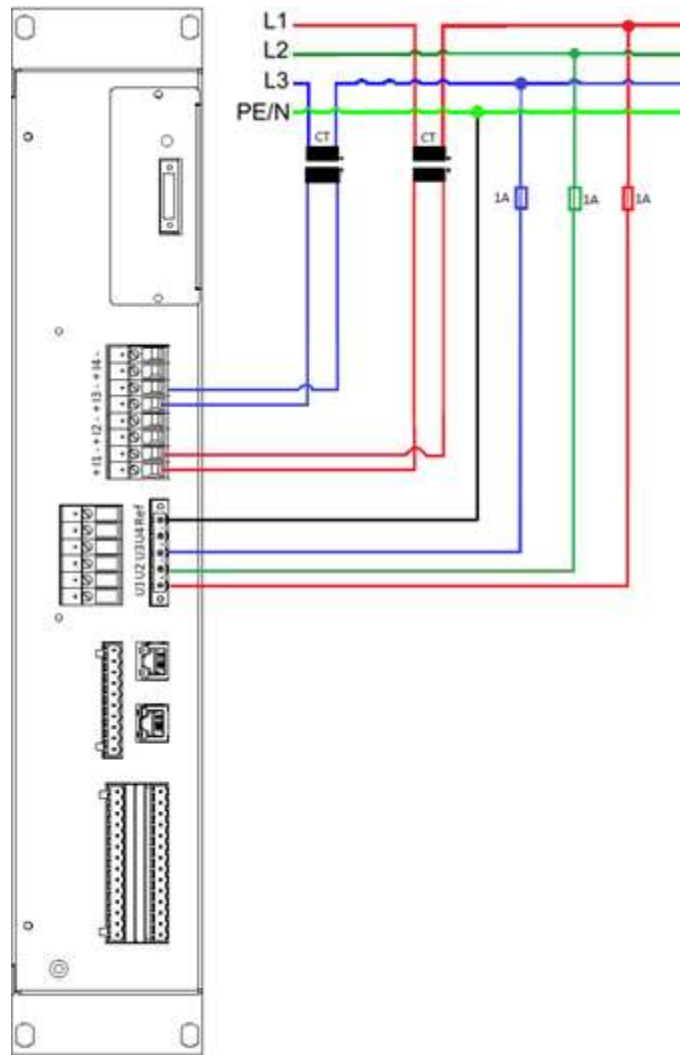 L1
L2
L3
PE/N
CT CT
1A 1A 1A
+ I1 - + I2 - + I3 - + I4 -
U1 U2 U3 U4 Ref